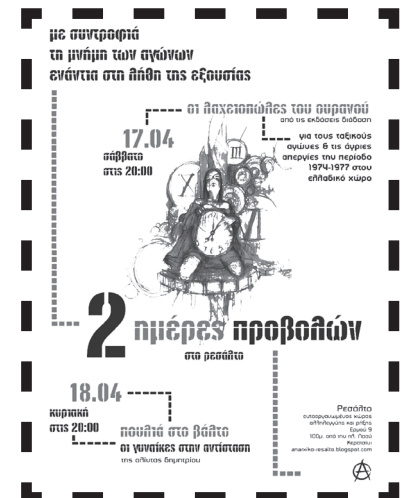 με συντροφιά
τη μνήμη των αγώνων
ενάντια στη λήθη της εξουσίας
οι λαχειοπώλες του ουρανού
από τις εκδόσεις διάδοση
17.04
σάββατο
στις 20:00
για τους ταξικούς
αγώνες & τις άγριες
απεργίες την περίοδο
1974-1977 στον
ελλαδικό χώρο
2 ημέρες προβολών
στο ρεσάλτο
18.04
κυριακή
στις 20:00
πουλιά στο βάλτο
οι γυναίκες στην αντίσταση
της αλίντας δημητρίου
Ρεσάλτο
αυτοοργανωμένος χώρος
αλληλεγγύης και ρήξης
Ερμού 9
100μ. από την πλ. Λαού
Κερατσίνι
anarxiko-resalto.blogspot.com